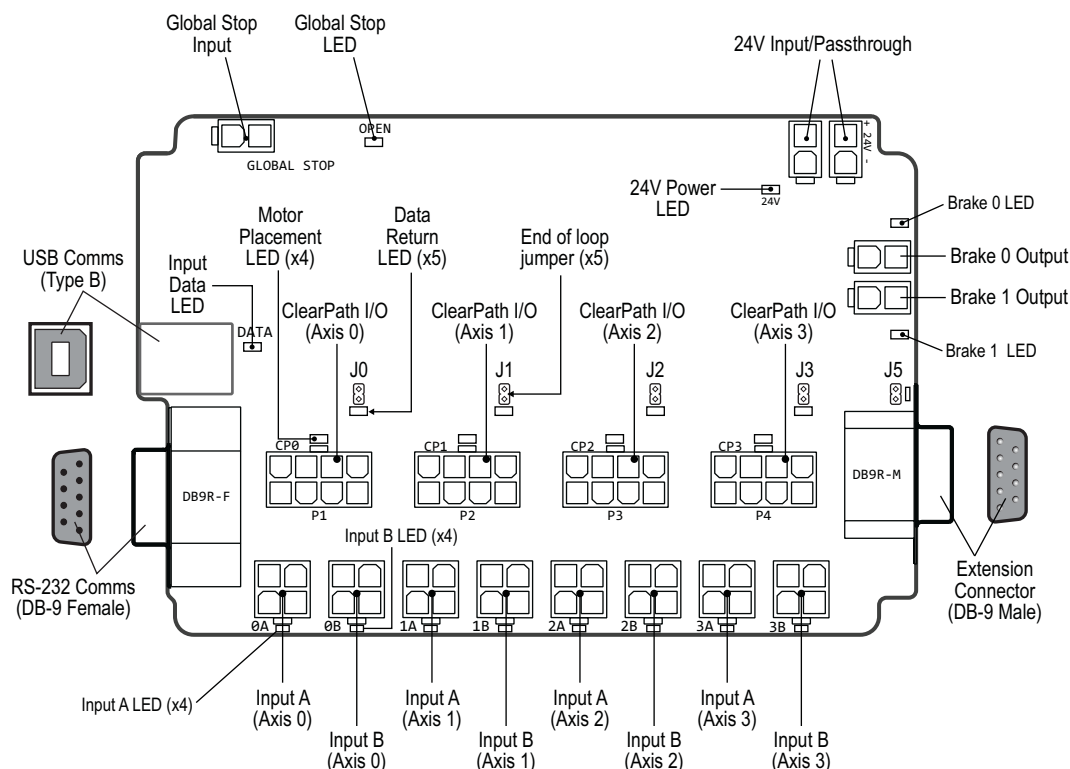 Global Stop
Input
Global Stop
LED
24V Input/Passthrough
OPEN
GLOBAL STOP
+ 24V -
24V Power
LED
24V
Brake 0 LED
Brake 0 Output
Brake 1 Output
Brake 1 LED
Motor
Placement
LED (x4)
Data
Return
LED (x5)
End of loop
jumper (x5)
USB Comms
(Type B)
Input
Data
LED
DATA
ClearPath I/O
(Axis 0)
ClearPath I/O
(Axis 1)
ClearPath I/O
(Axis 2)
ClearPath I/O
(Axis 3)
J0
J1
J2
J3
J5
CP0
CP1
CP2
CP3
DB9R-F
DB9R-M
P1
P2
P3
P4
Input B LED (x4)
RS-232 Comms
(DB-9 Female)
Extension
Connector
(DB-9 Male)
0A
0B
1A
1B
2A
2B
3A
3B
Input A LED (x4)
Input A
(Axis 0)
Input B
(Axis 0)
Input A
(Axis 1)
Input B
(Axis 1)
Input A
(Axis 2)
Input B
(Axis 2)
Input A
(Axis 3)
Input B
(Axis 3)